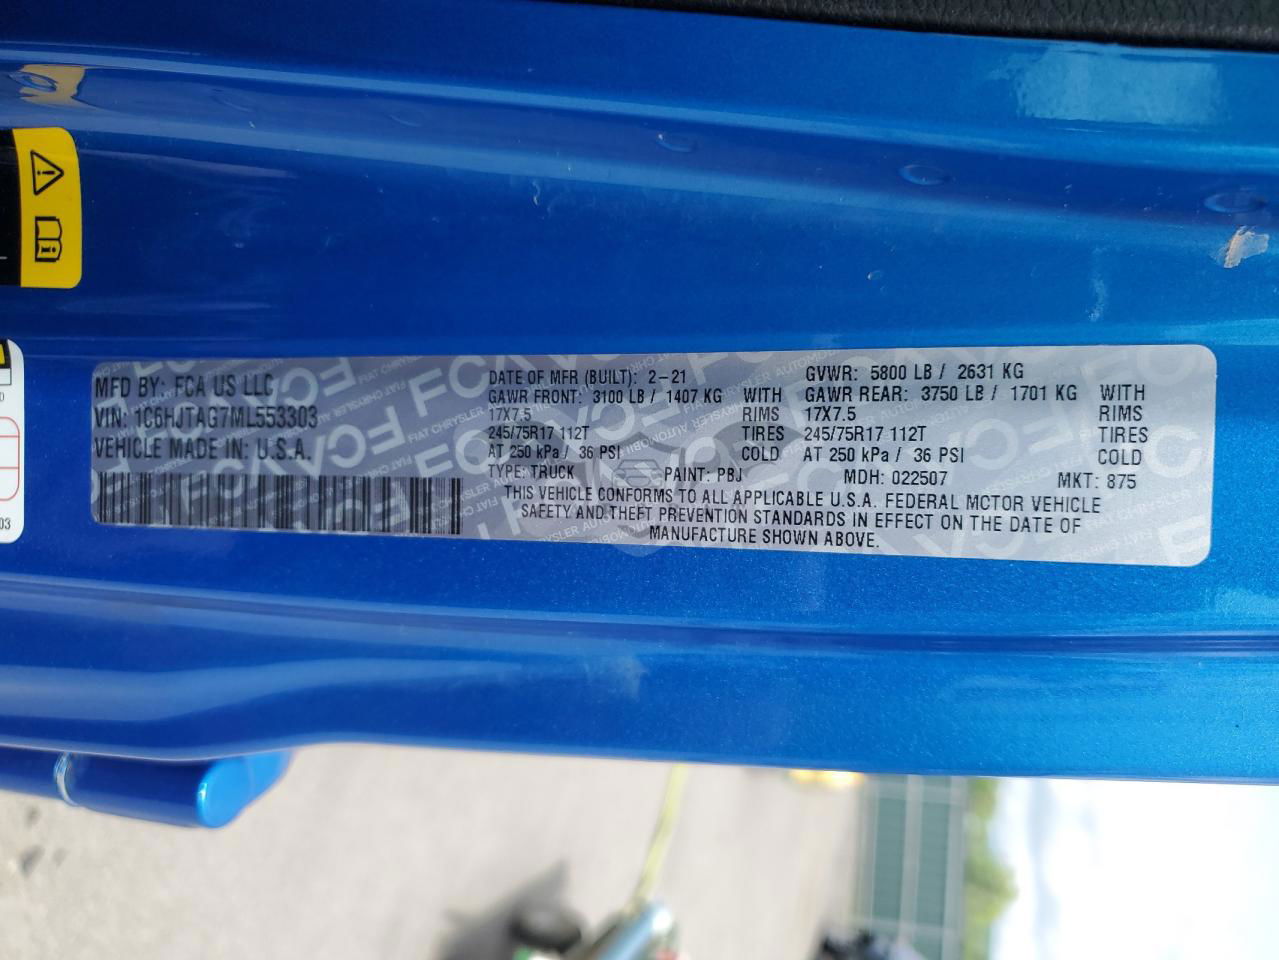 MFD BY: FCA US LLC
VIN: 1C6HJTAG7ML553303
VEHICLE MADE IN: U.S.A.
DATE OF MFR (BUILT): 2-21 GVWR: 5800 LB / 2631 KG
GAWR FRONT: 3100 LB / 1407 KG WITH GAWR REAR: 3750 LB / 1701 KG WITH
17X7.5 RIMS 17X7.5 RIMS
245/75R17 112T TIRES 245/75R17 112T TIRES
AT 250 kPa / 36 PSI COLD AT 250 kPa / 36 PSI COLD
TYPE: TRUCK PAINT: PBJ MDH: 022507 MKT: 875
THIS VEHICLE CONFORMS TO ALL APPLICABLE U.S.A. FEDERAL MOTOR VEHICLE
SAFETY AND THEFT PREVENTION STANDARDS IN EFFECT ON THE DATE OF
MANUFACTURE SHOWN ABOVE.
03